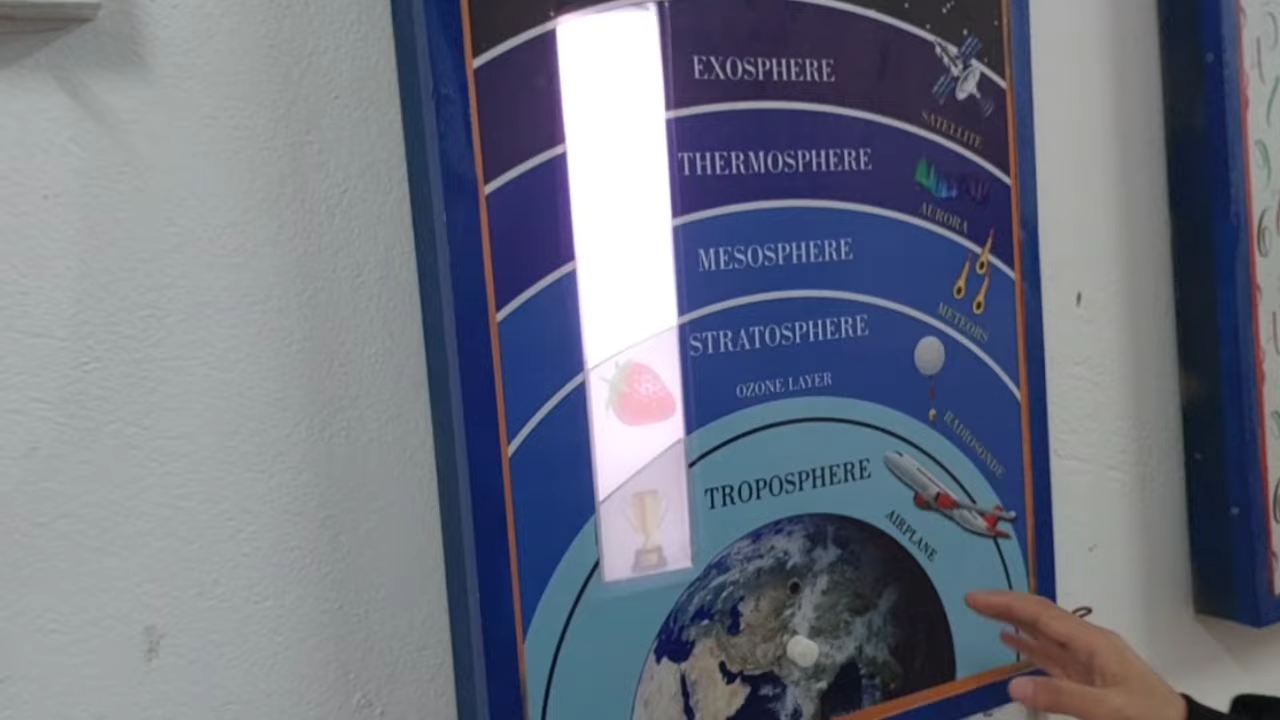 EXOSPHERE
SATELLITE
THERMOSPHERE
AURORA
MESOSPHERE
METEORS
STRATOSPHERE
OZONE LAYER
RADIOSONDE
TROPOSPHERE
AIRPLANE